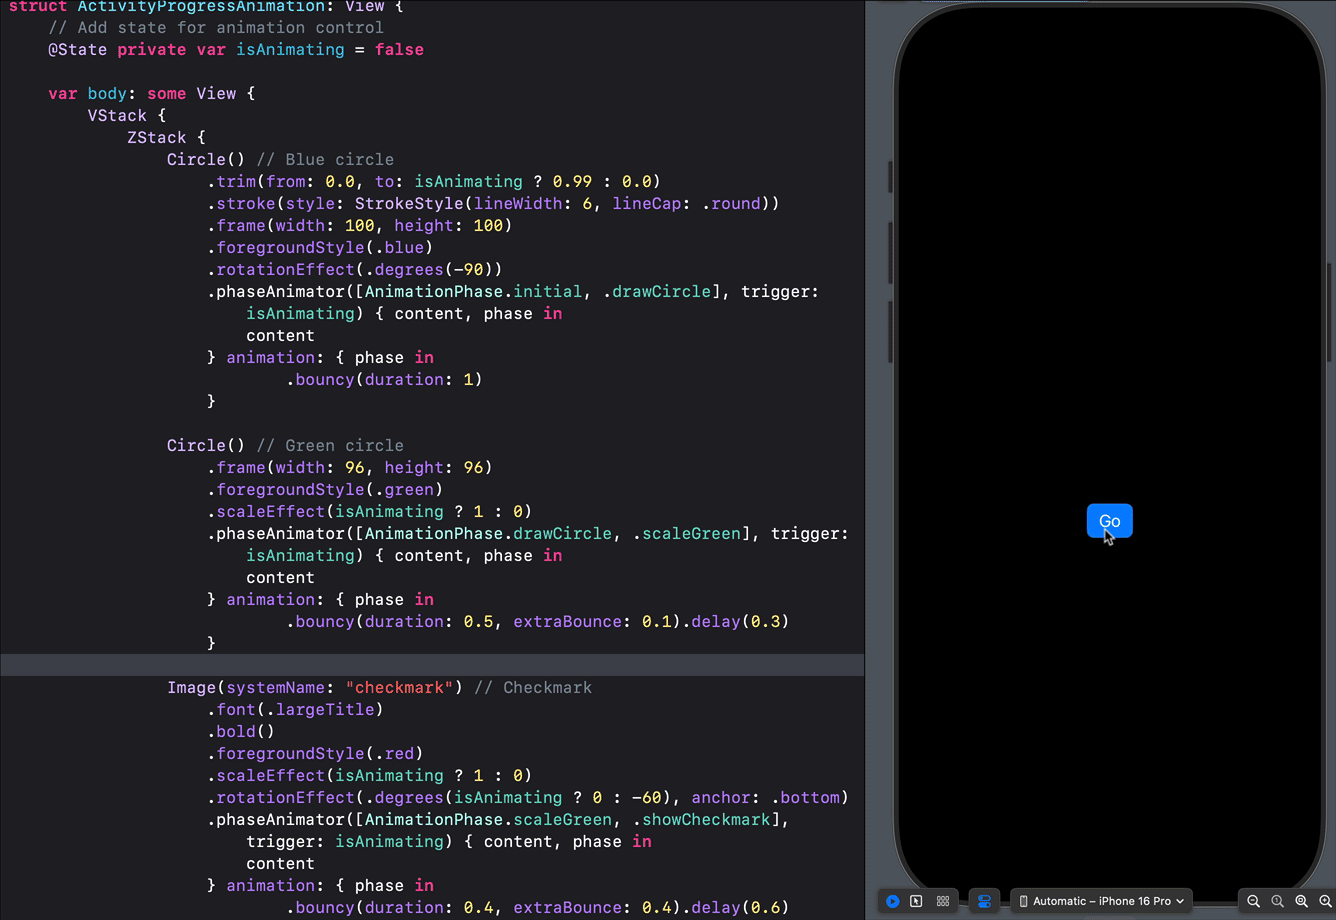 struct ActivityProgressAnimation: View {
// Add state for animation control
@State private var isAnimating = false
var body: some View {
VStack {
ZStack {
Circle() // Blue circle
.trim(from: 0.0, to: isAnimating ? 0.99 : 0.0)
.stroke(style: StrokeStyle(lineWidth: 6, lineCap: .round))
.frame(width: 100, height: 100)
.foregroundStyle(.blue)
.rotationEffect(.degrees(-90))
.phaseAnimator([AnimationPhase.initial, .drawCircle], trigger:
isAnimating) { content, phase in
content
} animation: { phase in
.bouncy(duration: 1)
}
Circle() // Green circle
.frame(width: 96, height: 96)
.foregroundStyle(.green)
.scaleEffect(isAnimating ? 1 : 0)
.phaseAnimator([AnimationPhase.drawCircle, .scaleGreen], trigger:
isAnimating) { content, phase in
content
} animation: { phase in
.bouncy(duration: 0.5, extraBounce: 0.1).delay(0.3)
}
Image(systemName: "checkmark") // Checkmark
.font(.largeTitle)
.bold()
.foregroundStyle(.red)
.scaleEffect(isAnimating ? 1 : 0)
.rotationEffect(.degrees(isAnimating ? 0 : -60), anchor: .bottom)
.phaseAnimator([AnimationPhase.scaleGreen, .showCheckmark],
trigger: isAnimating) { content, phase in
content
} animation: { phase in
.bouncy(duration: 0.4, extraBounce: 0.4).delay(0.6)
Go
Automatic – iPhone 16 Pro